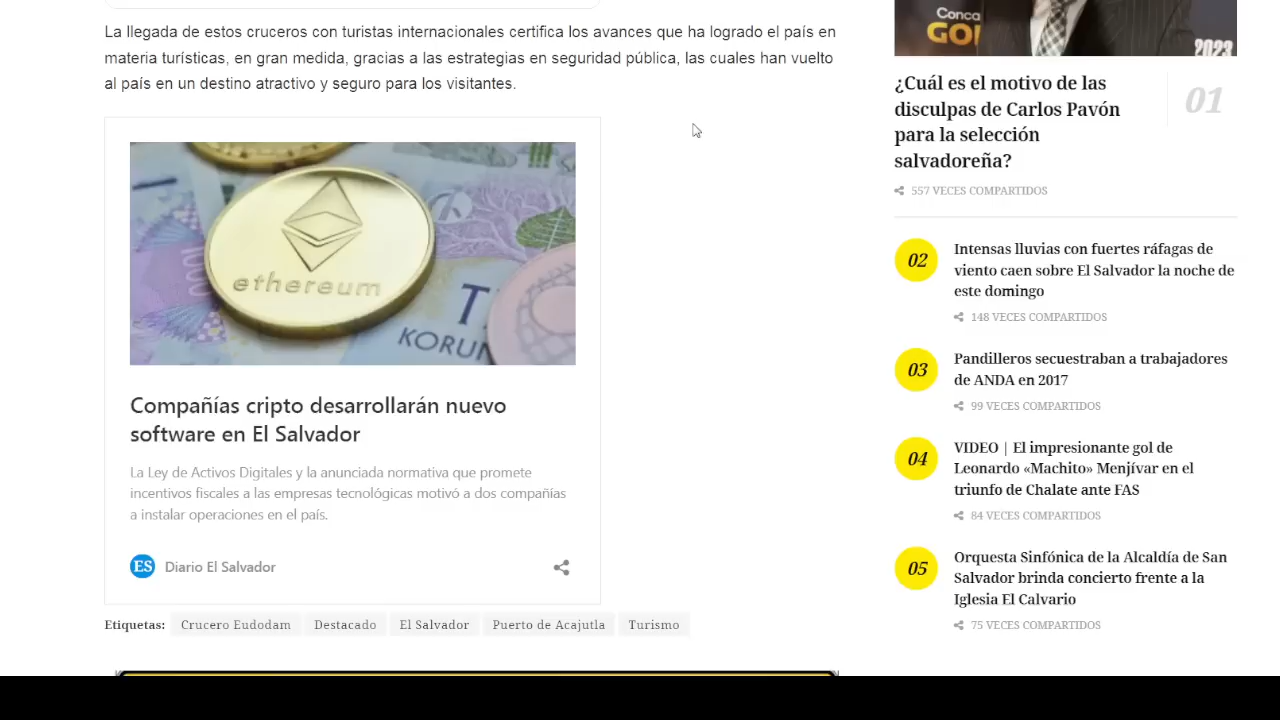 La llegada de estos cruceros con turistas internacionales certifica los avances que ha logrado el país en
materia turísticas, en gran medida, gracias a las estrategias en seguridad pública, las cuales han vuelto
al país en un destino atractivo y seguro para los visitantes.
ethereum
KORUN
Compañías cripto desarrollarán nuevo
software en El Salvador
La Ley de Activos Digitales y la anunciada normativa que promete
incentivos fiscales a las empresas tecnológicas motivó a dos compañías
a instalar operaciones en el país.
ES Diario El Salvador
Etiquetas: Crucero Eudodam Destacado El Salvador Puerto de Acajutla Turismo
Conca
GOL
2023
¿Cuál es el motivo de las
disculpas de Carlos Pavón
para la selección
salvadoreña?
01
557 VECES COMPARTIDOS
02
Intensas lluvias con fuertes ráfagas de
viento caen sobre El Salvador la noche de
este domingo
148 VECES COMPARTIDOS
03
Pandilleros secuestraban a trabajadores
de ANDA en 2017
99 VECES COMPARTIDOS
04
VIDEO | El impresionante gol de
Leonardo «Machito» Menjívar en el
triunfo de Chalate ante FAS
84 VECES COMPARTIDOS
05
Orquesta Sinfónica de la Alcaldía de San
Salvador brinda concierto frente a la
Iglesia El Calvario
75 VECES COMPARTIDOS